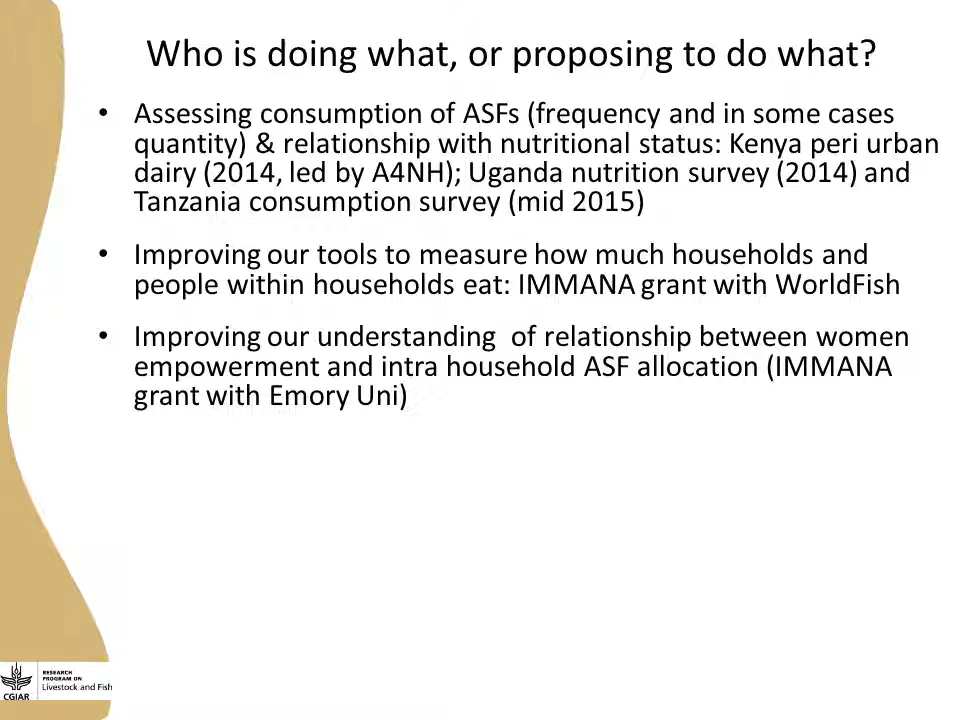 Who is doing what, or proposing to do what?
• Assessing consumption of ASFs (frequency and in some cases
quantity) & relationship with nutritional status: Kenya peri urban
dairy (2014, led by A4NH); Uganda nutrition survey (2014) and
Tanzania consumption survey (mid 2015)
• Improving our tools to measure how much households and
people within households eat: IMMANA grant with WorldFish
• Improving our understanding  of relationship between women
empowerment and intra household ASF allocation (IMMANA
grant with Emory Uni)
RESEARCH
PROGRAM ON
Livestock and Fish
CGIAR